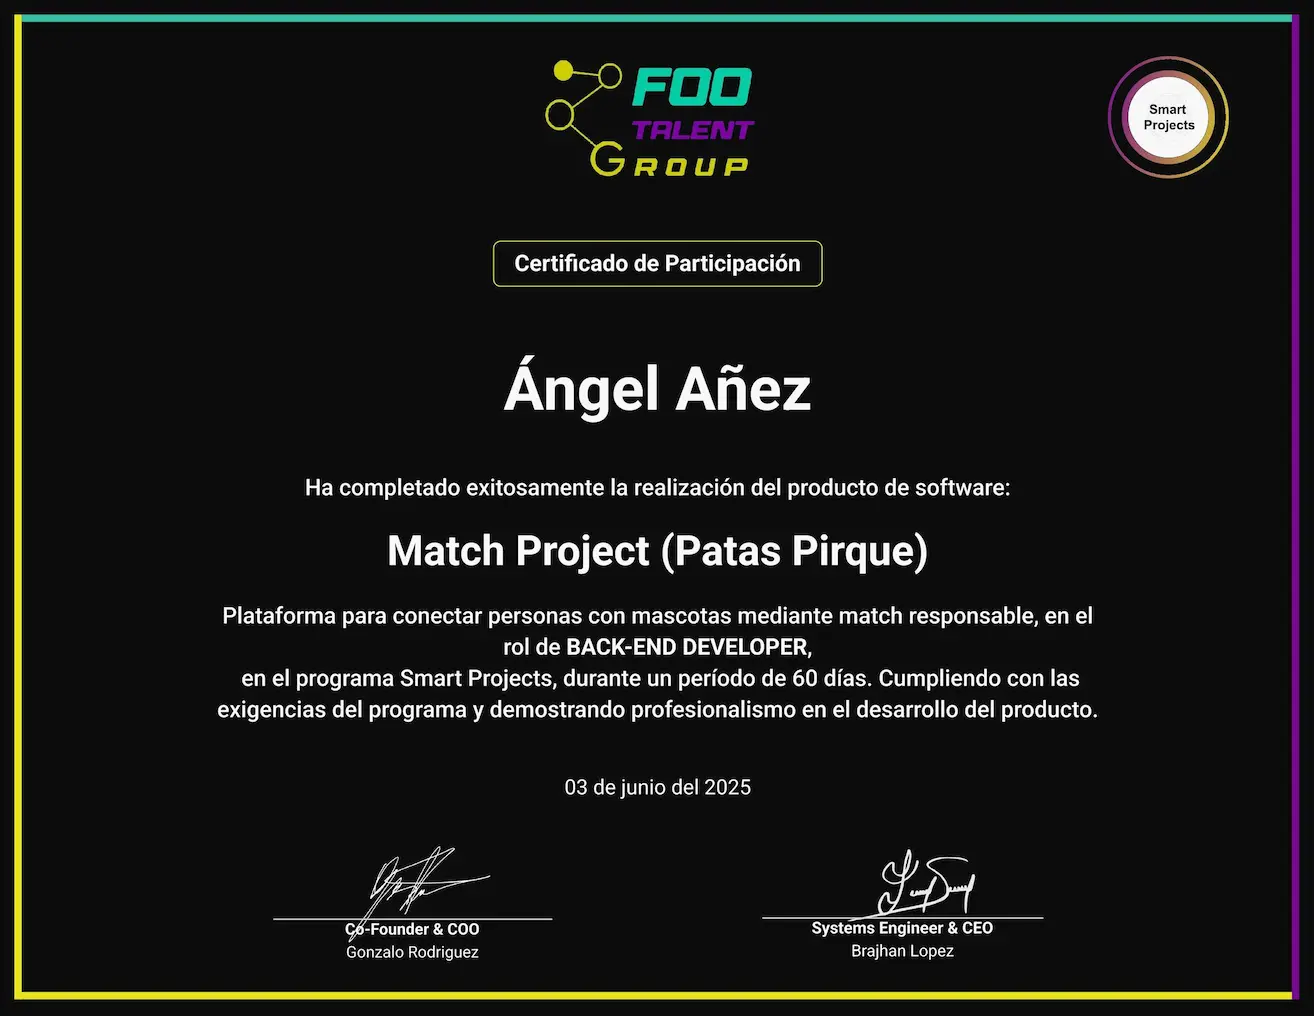 FOO
TALENT
GROUP
Smart
Projects
Certificado de Participación
Ángel Añez
Ha completado exitosamente la realización del producto de software:
Match Project (Patas Pirque)
Plataforma para conectar personas con mascotas mediante match responsable, en el
rol de BACK-END DEVELOPER,
en el programa Smart Projects, durante un período de 60 días. Cumpliendo con las
exigencias del programa y demostrando profesionalismo en el desarrollo del producto.
03 de junio del 2025
Co-Founder & COO
Gonzalo Rodriguez
Systems Engineer & CEO
Brajhan Lopez